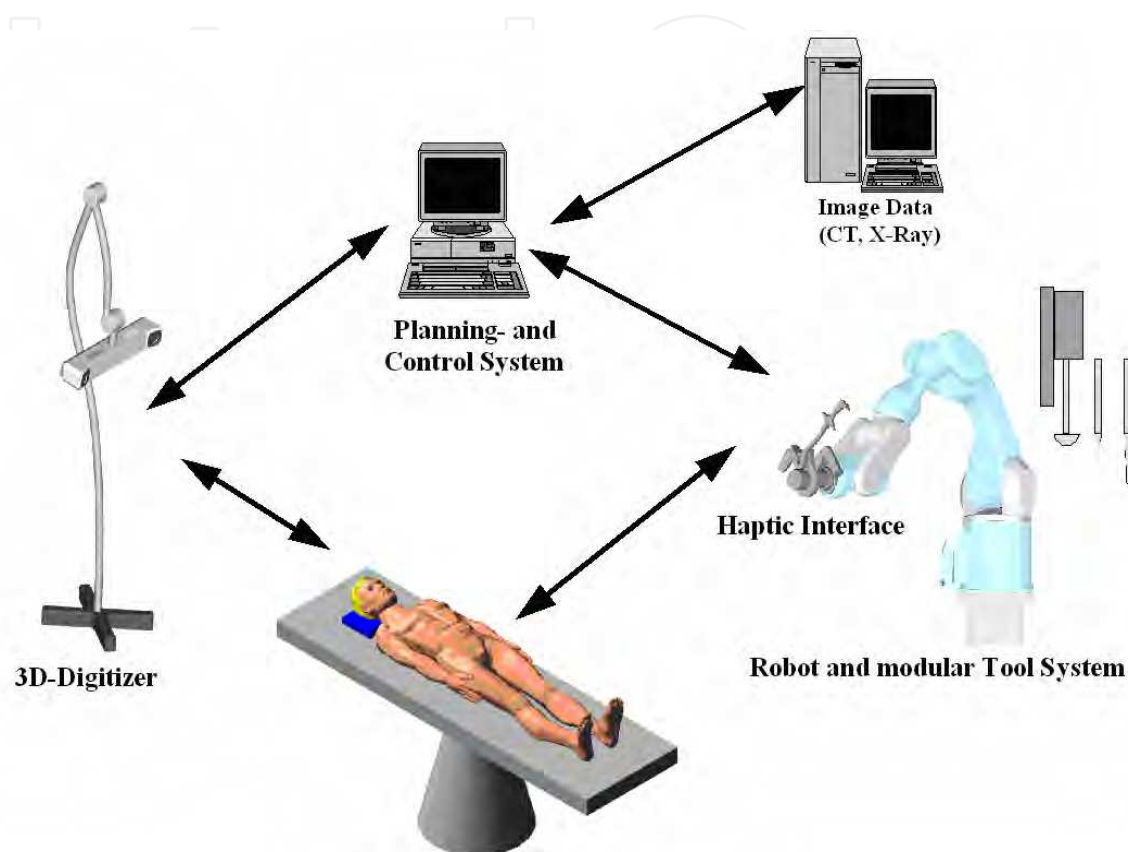 Image Data
(CT, X-Ray)
Planning- and
Control System
Haptic Interface
3D-Digitizer
Robot and modular Tool System